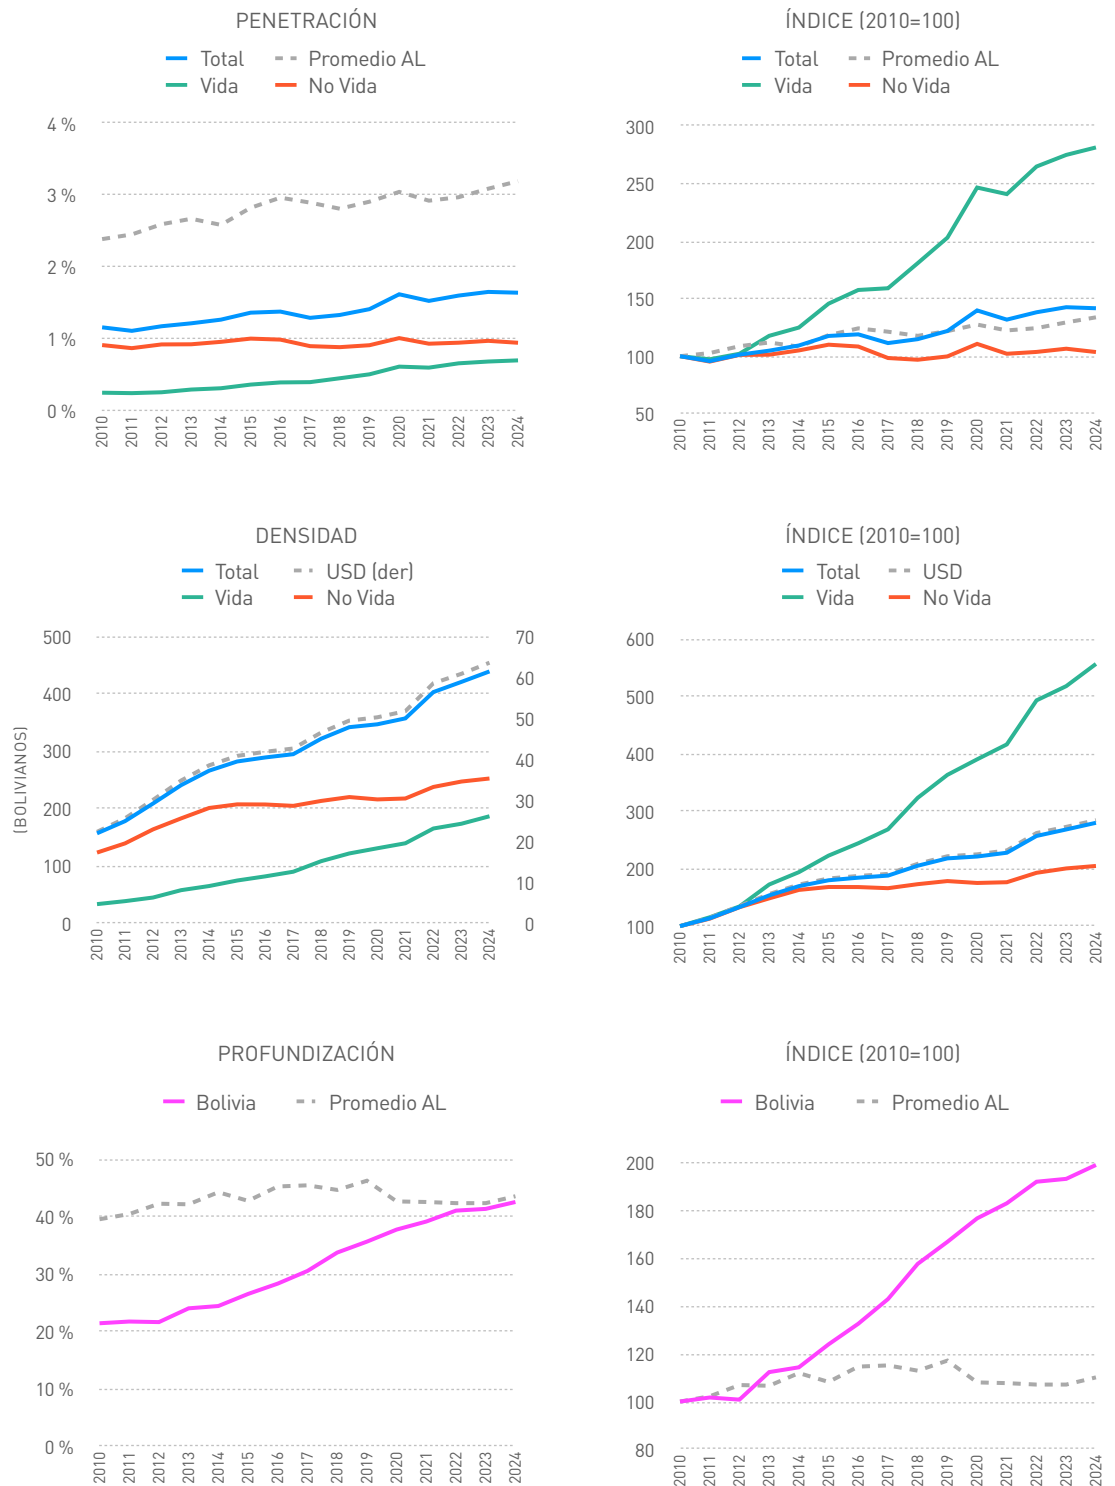 PENETRACIÓN
Total Promedio AL
Vida No Vida
4 %
3 %
2 %
1 %
0 %
2010 2011 2012 2013 2014 2015 2016 2017 2018 2019 2020 2021 2022 2023 2024
ÍNDICE (2010=100)
Total Promedio AL
Vida No Vida
300
250
200
150
100
50
2010 2011 2012 2013 2014 2015 2016 2017 2018 2019 2020 2021 2022 2023 2024
DENSIDAD
Total USD (der)
Vida No Vida
(BOLIVIANOS)
500
400
300
200
100
0
70
60
50
40
30
20
10
0
2010 2011 2012 2013 2014 2015 2016 2017 2018 2019 2020 2021 2022 2023 2024
ÍNDICE (2010=100)
Total USD
Vida No Vida
600
500
400
300
200
100
2010 2011 2012 2013 2014 2015 2016 2017 2018 2019 2020 2021 2022 2023 2024
PROFUNDIZACIÓN
Bolivia Promedio AL
50 %
40 %
30 %
20 %
10 %
0 %
2010 2011 2012 2013 2014 2015 2016 2017 2018 2019 2020 2021 2022 2023 2024
ÍNDICE (2010=100)
Bolivia Promedio AL
200
180
160
140
120
100
80
2010 2011 2012 2013 2014 2015 2016 2017 2018 2019 2020 2021 2022 2023 2024